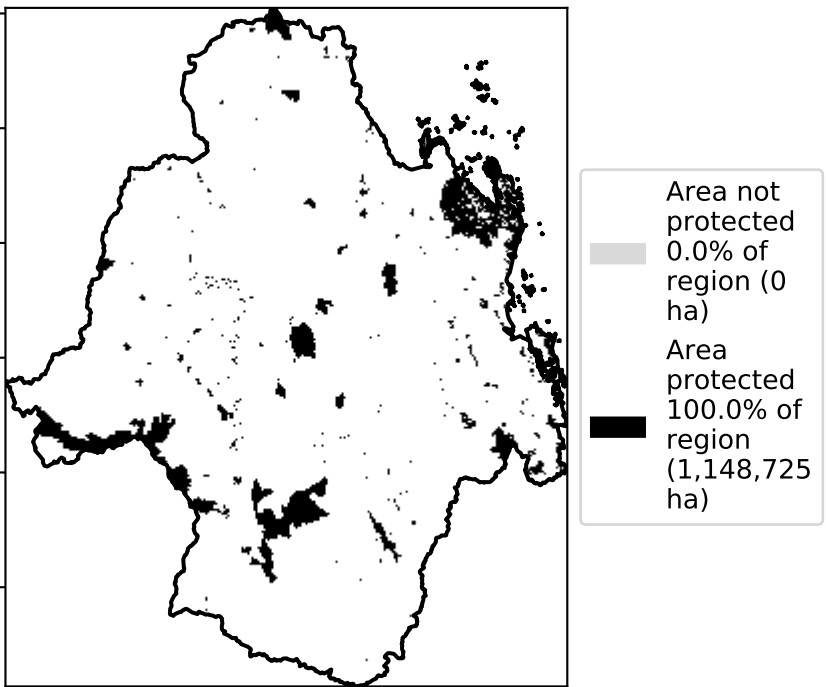 Area not
protected
0.0% of
region (0
ha)
Area
protected
100.0% of
region
(1,148,725
ha)